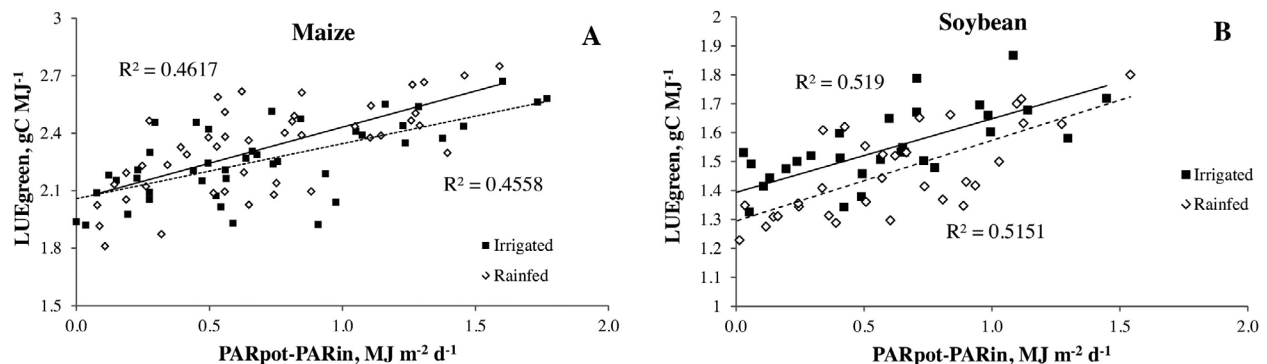 Maize
A
R² = 0.4617
R² = 0.4558
LUEgreen, gC MJ⁻¹
3
2.7
2.4
2.1
1.8
1.5
0.0
0.5
1.0
1.5
2.0
PARpot-PARin, MJ m⁻² d⁻¹
Irrigated
Rainfed
Soybean
B
R² = 0.519
R² = 0.5151
LUEgreen, gC MJ⁻¹
2
1.9
1.8
1.7
1.6
1.5
1.4
1.3
1.2
1.1
1
0.0
0.5
1.0
1.5
2.0
PARpot-PARin, MJ m⁻² d⁻¹
Irrigated
Rainfed